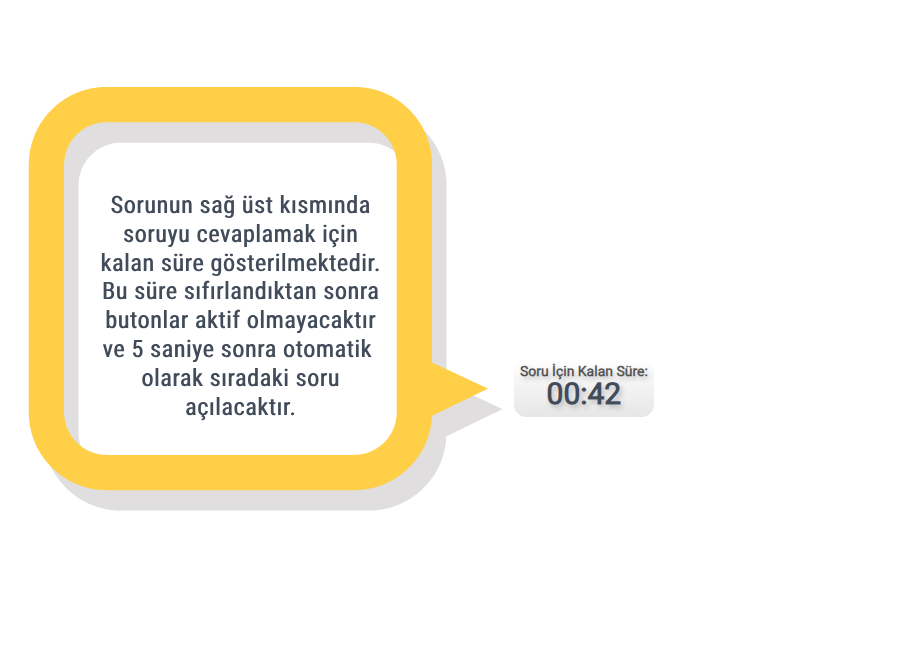 Sorunun sağ üst kısmında
soruyu cevaplamak için
kalan süre gösterilmektedir.
Bu süre sıfırlandıktan sonra
butonlar aktif olmayacaktır
ve 5 saniye sonra otomatik
olarak sıradaki soru
açılacaktır.
Soru İçin Kalan Süre:
00:42